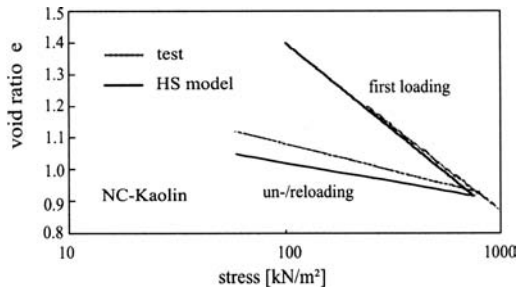 void ratio e
1.5
1.4
1.3
1.2
1.1
1.0
0.9
0.8
test
HS model
first loading
un-/reloading
NC-Kaolin
10
100
1000
stress [kN/m²]